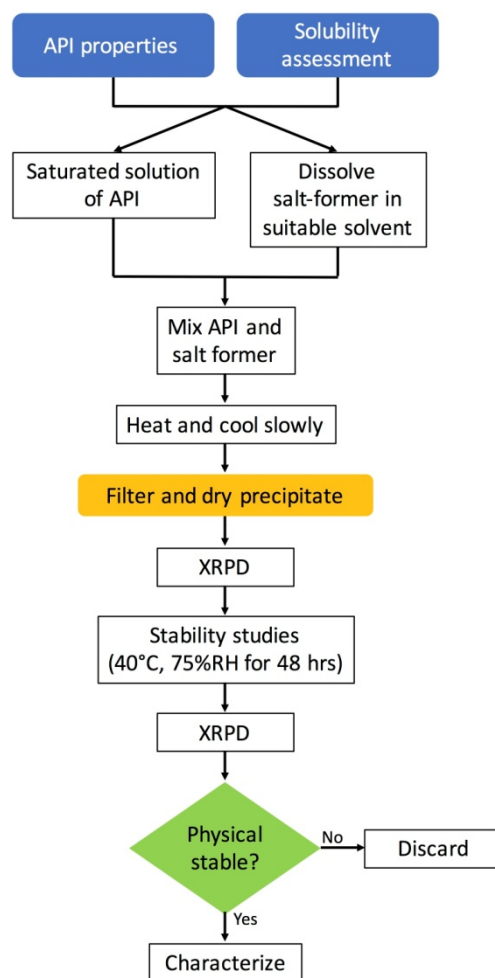 API properties
Solubility
assessment
Saturated solution
of API
Dissolve
salt-former in
suitable solvent
Mix API and
salt former
Heat and cool slowly
Filter and dry precipitate
XRPD
Stability studies
(40°C, 75%RH for 48 hrs)
XRPD
Physical
stable?
No
Discard
Yes
Characterize